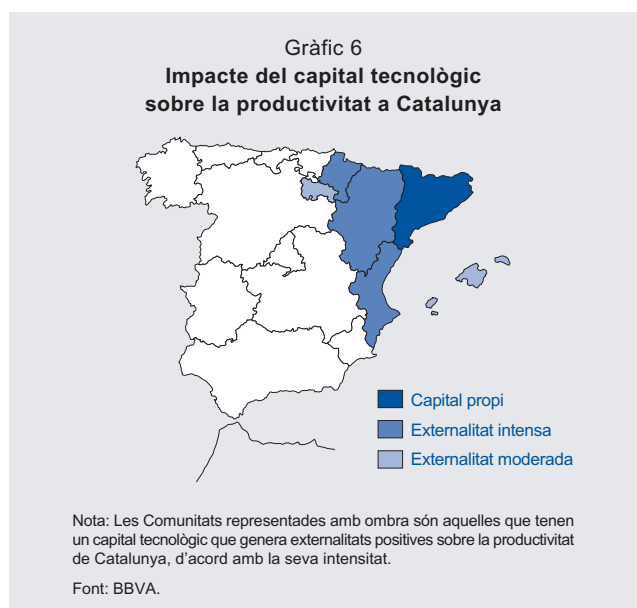 Gràfic 6
Impacte del capital tecnològic
sobre la productivitat a Catalunya
Capital propi
Externalitat intensa
Externalitat moderada
Nota: Les Comunitats representades amb ombra són aquelles que tenen
un capital tecnològic que genera externalitats positives sobre la productivitat
de Catalunya, d’acord amb la seva intensitat.
Font: BBVA.